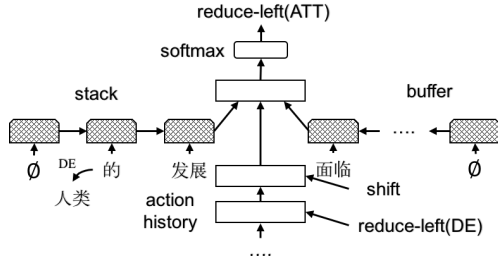 reduce-left(ATT)
softmax
stack
buffer
....
Ø
DE
的
人类
发展
面临
Ø
action
history
shift
reduce-left(DE)
....